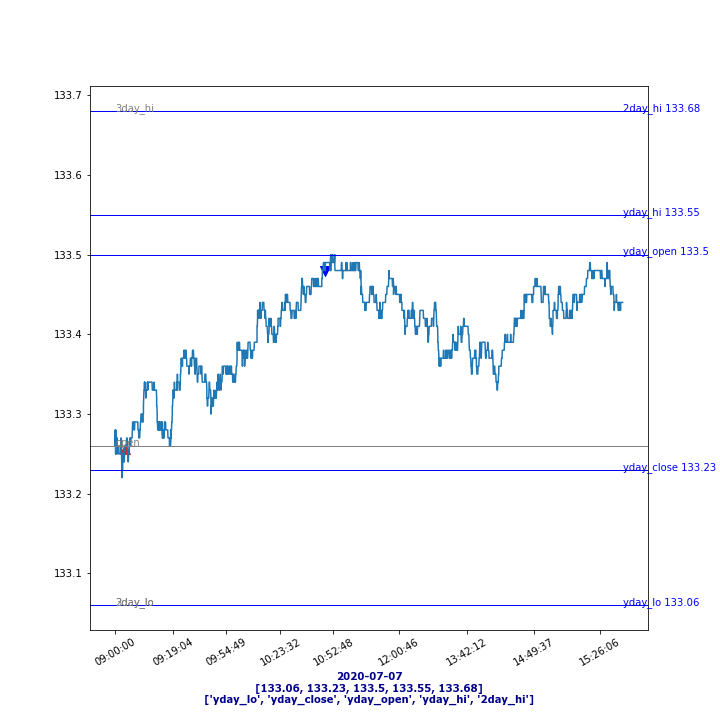 133.7
3day_hi
2day_hi 133.68
133.6
yday_hi 133.55
133.5
yday_open 133.5
133.4
133.3
open
yday_close 133.23
133.2
133.1
yday_lo 133.06
09:00:00 09:19:04 09:54:49 10:23:32 10:52:48 12:00:46 13:42:12 14:49:37 15:26:06
2020-07-07
[133.06, 133.23, 133.5, 133.55, 133.68]
['yday_lo', 'yday_close', 'yday_open', 'yday_hi', '2day_hi']